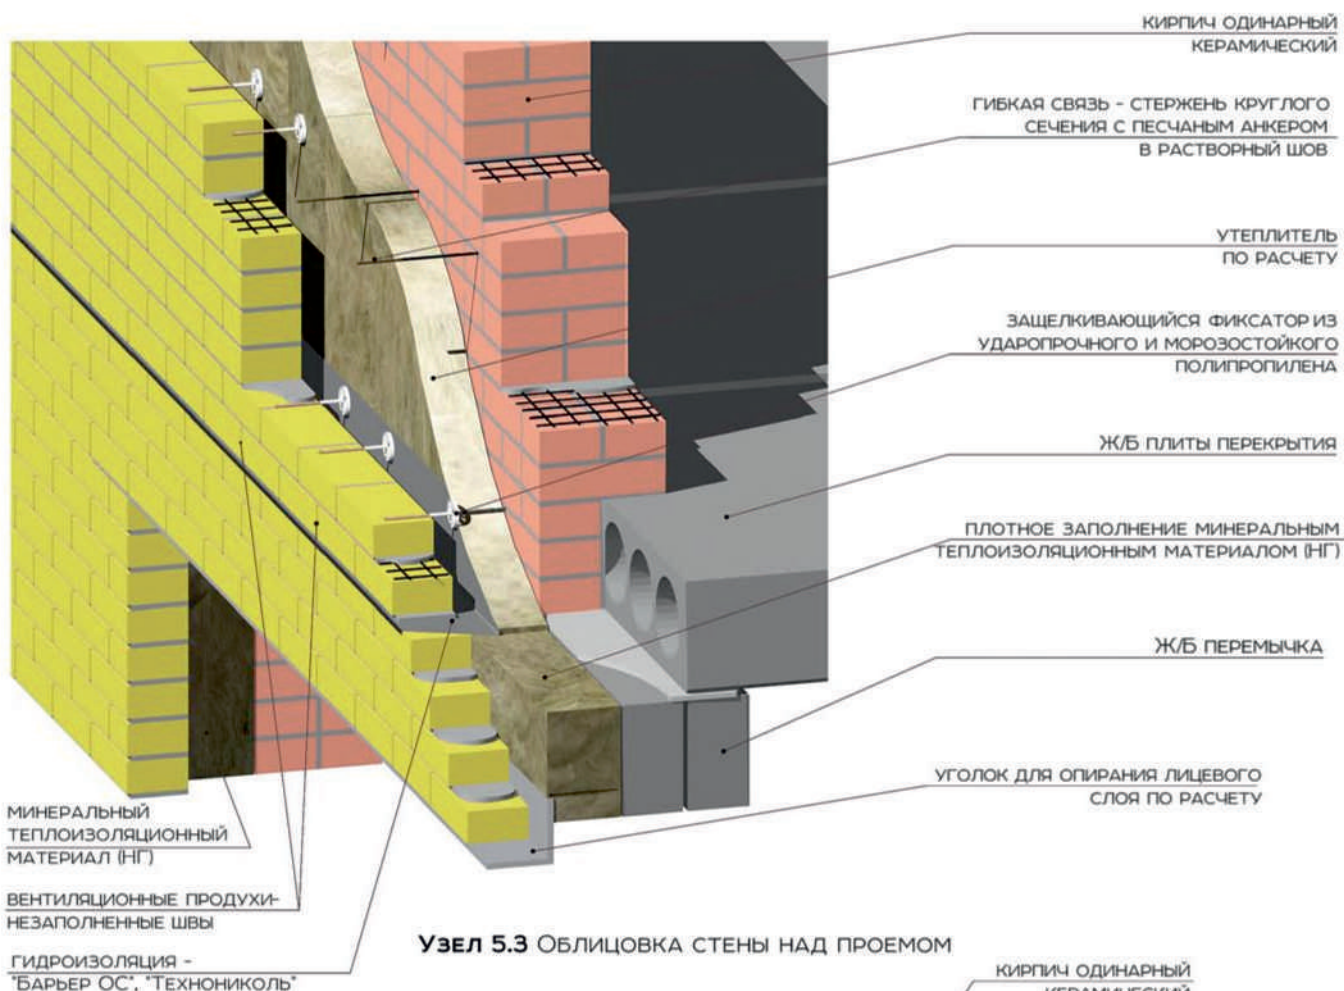 КИРПИЧ ОДИНАРНЫЙ
КЕРАМИЧЕСКИЙ
ГИБКАЯ СВЯЗЬ - СТЕРЖЕНЬ КРУГЛОГО
СЕЧЕНИЯ С ПЕСЧАНЫМ АНКЕРОМ
В РАСТВОРНЫЙ ШОВ
УТЕПЛИТЕЛЬ
ПО РАСЧЕТУ
ЗАЩЕЛКИВАЮЩИЙСЯ ФИКСАТОР ИЗ
УДАРОПРОЧНОГО И МОРОЗОСТОЙКОГО
ПОЛИПРОПИЛЕНА
Ж/Б ПЛИТЫ ПЕРЕКРЫТИЯ
ПЛОТНОЕ ЗАПОЛНЕНИЕ МИНЕРАЛЬНЫМ
ТЕПЛОИЗОЛЯЦИОННЫМ МАТЕРИАЛОМ (НГ)
Ж/Б ПЕРЕМЫЧКА
УГОЛОК ДЛЯ ОПИРАНИЯ ЛИЦЕВОГО
СЛОЯ ПО РАСЧЕТУ
МИНЕРАЛЬНЫЙ
ТЕПЛОИЗОЛЯЦИОННЫЙ
МАТЕРИАЛ (НГ)
ВЕНТИЛЯЦИОННЫЕ ПРОДУХИ-
НЕЗАПОЛНЕННЫЕ ШВЫ
ГИДРОИЗОЛЯЦИЯ -
"БАРЬЕР ОС", "ТЕХНОНИКОЛЬ"
УЗЕЛ 5.3 ОБЛИЦОВКА СТЕНЫ НАД ПРОЕМОМ
КИРПИЧ ОДИНАРНЫЙ
КЕРАМИЧЕСКИЙ